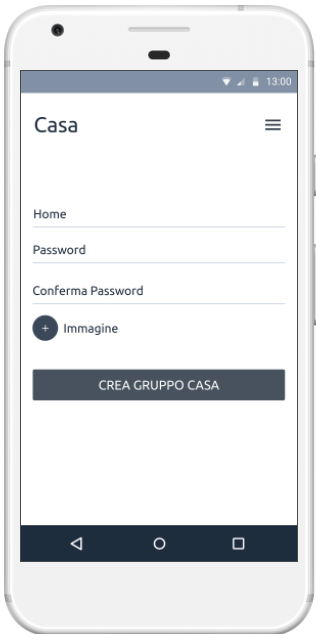 13:00
Casa
Home
Password
Conferma Password
+ Immagine
CREA GRUPPO CASA